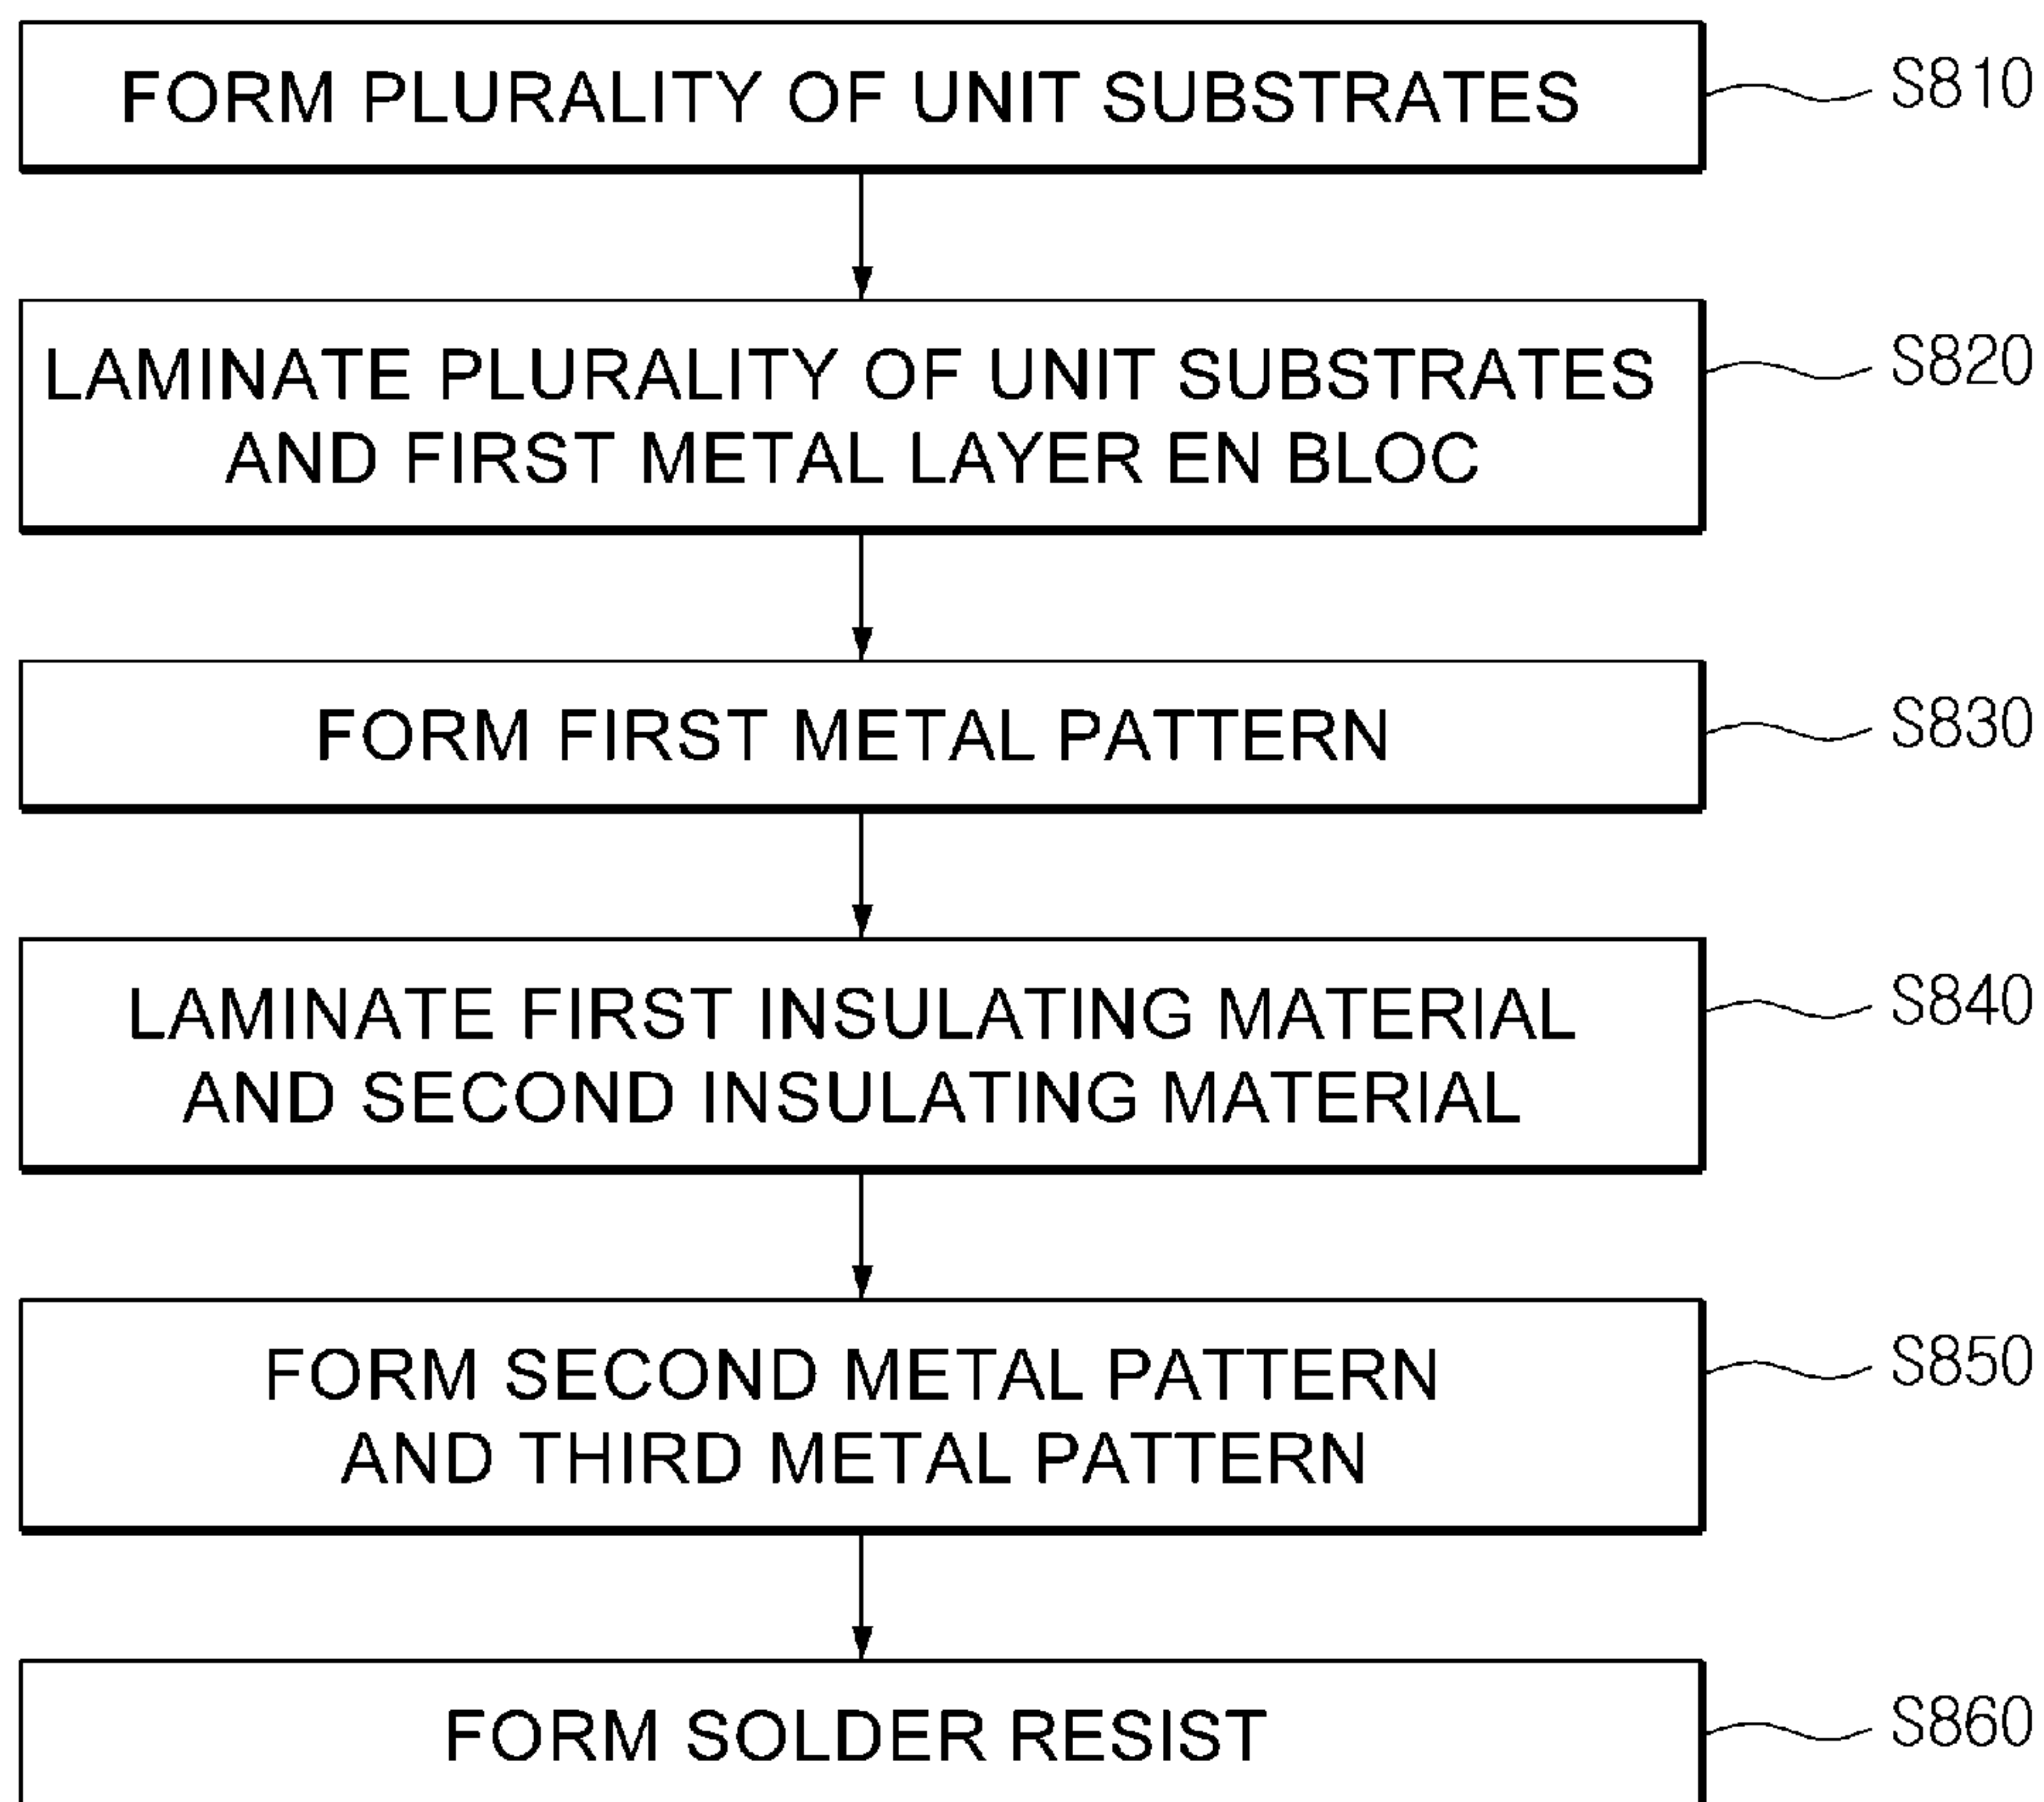 FORM PLURALITY OF UNIT SUBSTRATES
S810
LAMINATE PLURALITY OF UNIT SUBSTRATES
AND FIRST METAL LAYER EN BLOC
S820
FORM FIRST METAL PATTERN
S830
LAMINATE FIRST INSULATING MATERIAL
AND SECOND INSULATING MATERIAL
S840
FORM SECOND METAL PATTERN
AND THIRD METAL PATTERN
S850
FORM SOLDER RESIST
S860